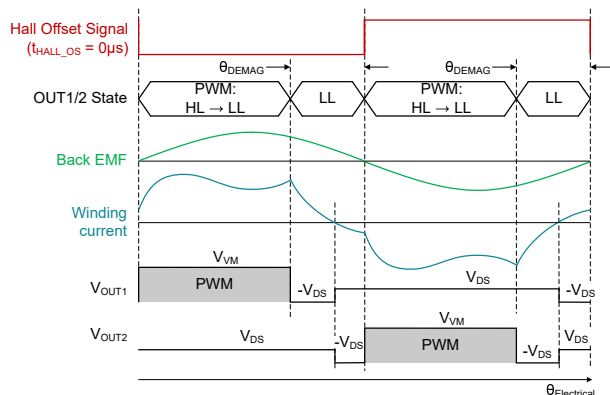 Hall Offset Signal
(tHALL_OS = 0µs)
θDEMAG
θDEMAG
OUT1/2 State
PWM:
HL → LL
LL
PWM:
HL → LL
LL
Back EMF
Winding
current
VOUT1
VVM
PWM
-VDS
VDS
-VDS
VOUT2
VDS
-VDS
VVM
PWM
-VDS
VDS
θElectrical